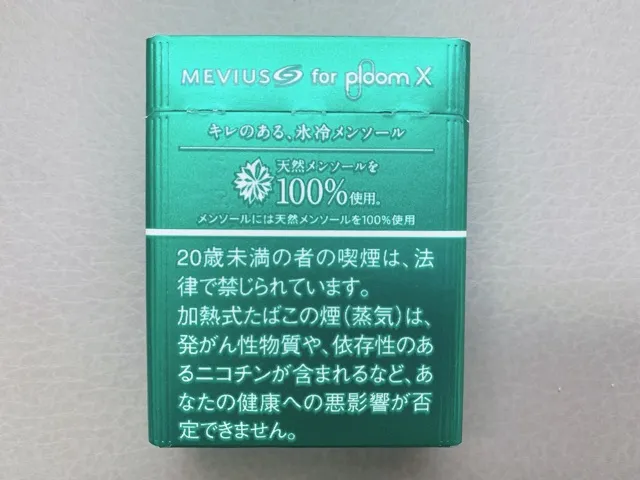 MEVIUS for ploom X
キレのある、氷冷メンソール
天然メンソールを
100%使用。
メンソールには天然メンソールを100%使用
20歳未満の者の喫煙は、法
律で禁じられています。
加熱式たばこの煙(蒸気)は、
発がん性物質や、依存性のあ
るニコチンが含まれるなど、あ
なたの健康への悪影響が否
定できません。